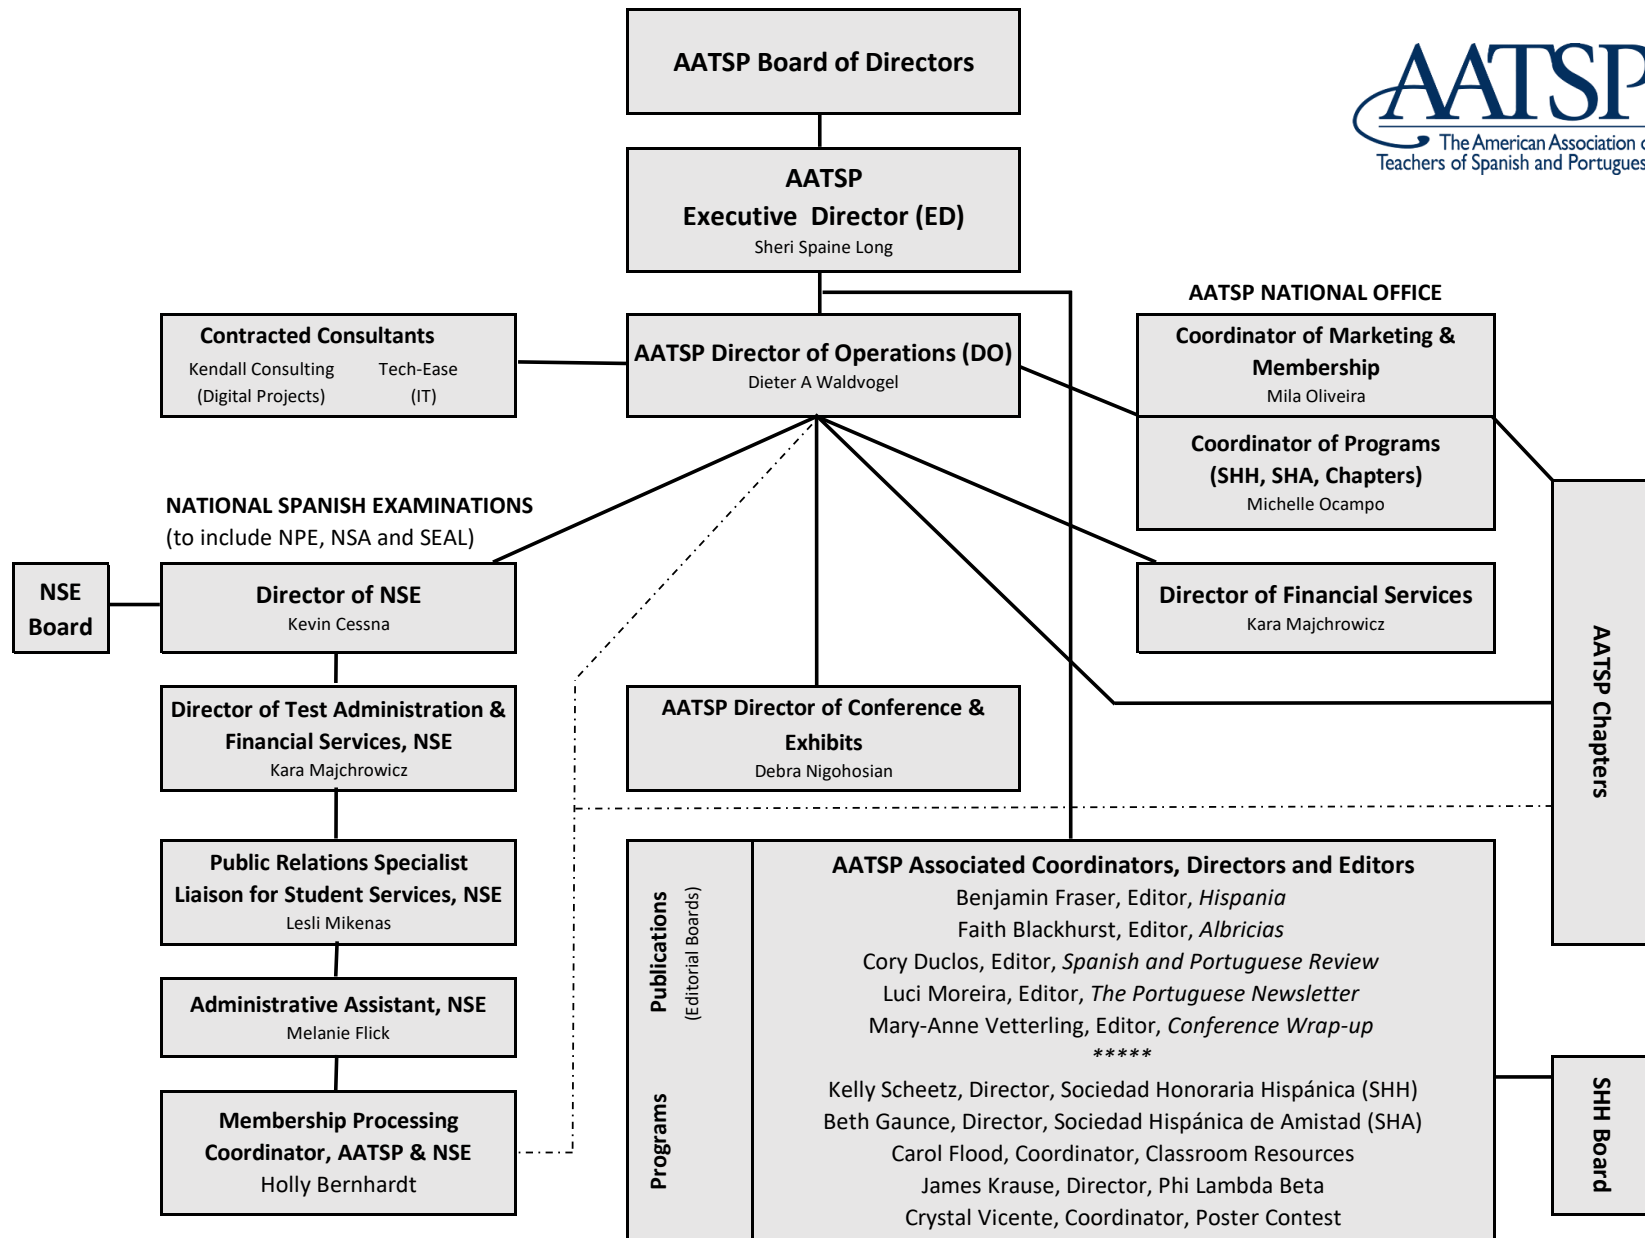 AATSP Board of Directors
AATSP
The American Association
Teachers of Spanish and Portugues
AATSP
Executive Director (ED)
Sheri Spaine Long
AATSP NATIONAL OFFICE
Contracted Consultants
Kendall Consulting
(Digital Projects)
Tech-Ease
(IT)
AATSP Director of Operations (DO)
Dieter A Waldvogel
Coordinator of Marketing &
Membership
Mila Oliveira
Coordinator of Programs
(SHH, SHA, Chapters)
Michelle Ocampo
NATIONAL SPANISH EXAMINATIONS
(to include NPE, NSA and SEAL)
NSE
Board
Director of NSE
Kevin Cessna
Director of Financial Services
Kara Majchrowicz
AATSP Chapters
Director of Test Administration &
Financial Services, NSE
Kara Majchrowicz
AATSP Director of Conference &
Exhibits
Debra Nigohosian
Public Relations Specialist
Liaison for Student Services, NSE
Lesli Mikenas
Administrative Assistant, NSE
Melanie Flick
Membership Processing
Coordinator, AATSP & NSE
Holly Bernhardt
Publications
(Editorial Boards)
Programs
AATSP Associated Coordinators, Directors and Editors
Benjamin Fraser, Editor, Hispania
Faith Blackhurst, Editor, Albricias
Cory Duclos, Editor, Spanish and Portuguese Review
Luci Moreira, Editor, The Portuguese Newsletter
Mary-Anne Vetterling, Editor, Conference Wrap-up
*****
Kelly Scheetz, Director, Sociedad Honoraria Hispánica (SHH)
Beth Gaunce, Director, Sociedad Hispánica de Amistad (SHA)
Carol Flood, Coordinator, Classroom Resources
James Krause, Director, Phi Lambda Beta
Crystal Vicente, Coordinator, Poster Contest
SHH Board